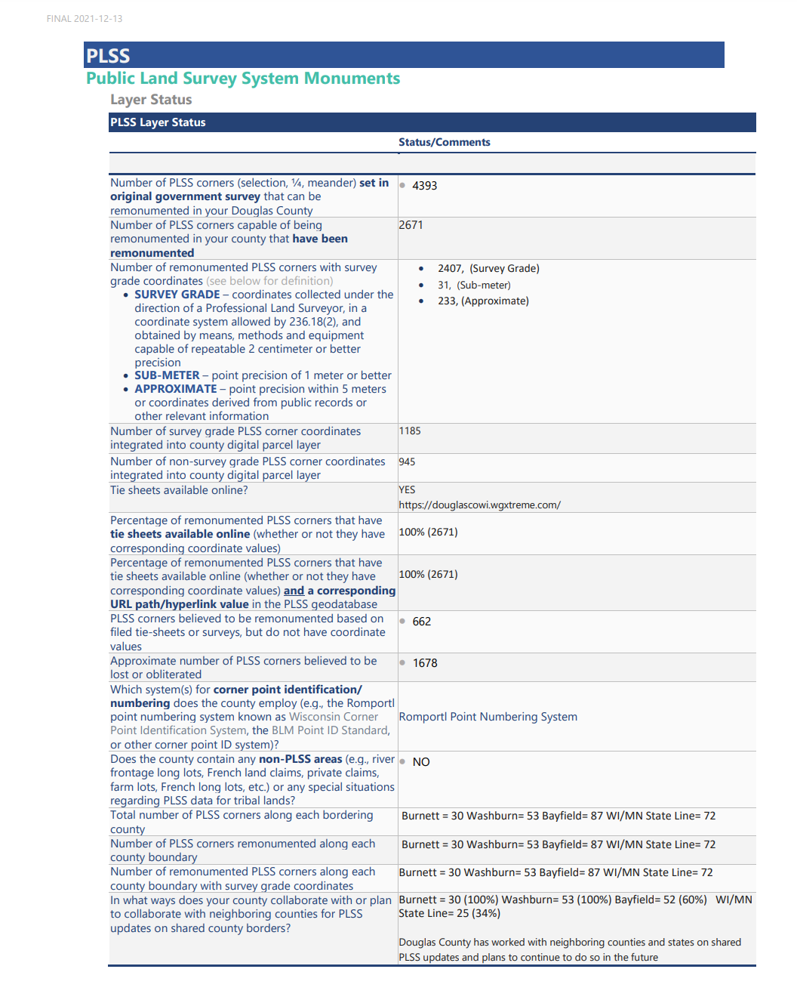 FINAL 2021-12-13
PLSS
Public Land Survey System Monuments
Layer Status
PLSS Layer Status
Status/Comments
Number of PLSS corners (selection, ¼, meander) set in
original government survey that can be
remonumented in your Douglas County
• 4393
Number of PLSS corners capable of being
remonumented in your county that have been
remonumented
2671
Number of remonumented PLSS corners with survey
grade coordinates (see below for definition)
• SURVEY GRADE – coordinates collected under the
direction of a Professional Land Surveyor, in a
coordinate system allowed by 236.18(2), and
obtained by means, methods and equipment
capable of repeatable 2 centimeter or better
precision
• SUB-METER – point precision of 1 meter or better
• APPROXIMATE – point precision within 5 meters
or coordinates derived from public records or
other relevant information
• 2407, (Survey Grade)
• 31, (Sub-meter)
• 233, (Approximate)
Number of survey grade PLSS corner coordinates
integrated into county digital parcel layer
1185
Number of non-survey grade PLSS corner coordinates
integrated into county digital parcel layer
945
Tie sheets available online?
YES
https://douglascowi.wgxtreme.com/
Percentage of remonumented PLSS corners that have
tie sheets available online (whether or not they have
corresponding coordinate values)
100% (2671)
Percentage of remonumented PLSS corners that have
tie sheets available online (whether or not they have
corresponding coordinate values) and a corresponding
URL path/hyperlink value in the PLSS geodatabase
100% (2671)
PLSS corners believed to be remonumented based on
filed tie-sheets or surveys, but do not have coordinate
values
• 662
Approximate number of PLSS corners believed to be
lost or obliterated
• 1678
Which system(s) for corner point identification/
numbering does the county employ (e.g., the Romportl
point numbering system known as Wisconsin Corner
Point Identification System, the BLM Point ID Standard,
or other corner point ID system)?
Romportl Point Numbering System
Does the county contain any non-PLSS areas (e.g., river
frontage long lots, French land claims, private claims,
farm lots, French long lots, etc.) or any special situations
regarding PLSS data for tribal lands?
• NO
Total number of PLSS corners along each bordering
county
Burnett = 30 Washburn= 53 Bayfield= 87 WI/MN State Line= 72
Number of PLSS corners remonumented along each
county boundary
Burnett = 30 Washburn= 53 Bayfield= 87 WI/MN State Line= 72
Number of remonumented PLSS corners along each
county boundary with survey grade coordinates
Burnett = 30 Washburn= 53 Bayfield= 87 WI/MN State Line= 72
In what ways does your county collaborate with or plan
to collaborate with neighboring counties for PLSS
updates on shared county borders?
Burnett = 30 (100%) Washburn= 53 (100%) Bayfield= 52 (60%) WI/MN
State Line= 25 (34%)
Douglas County has worked with neighboring counties and states on shared
PLSS updates and plans to continue to do so in the future